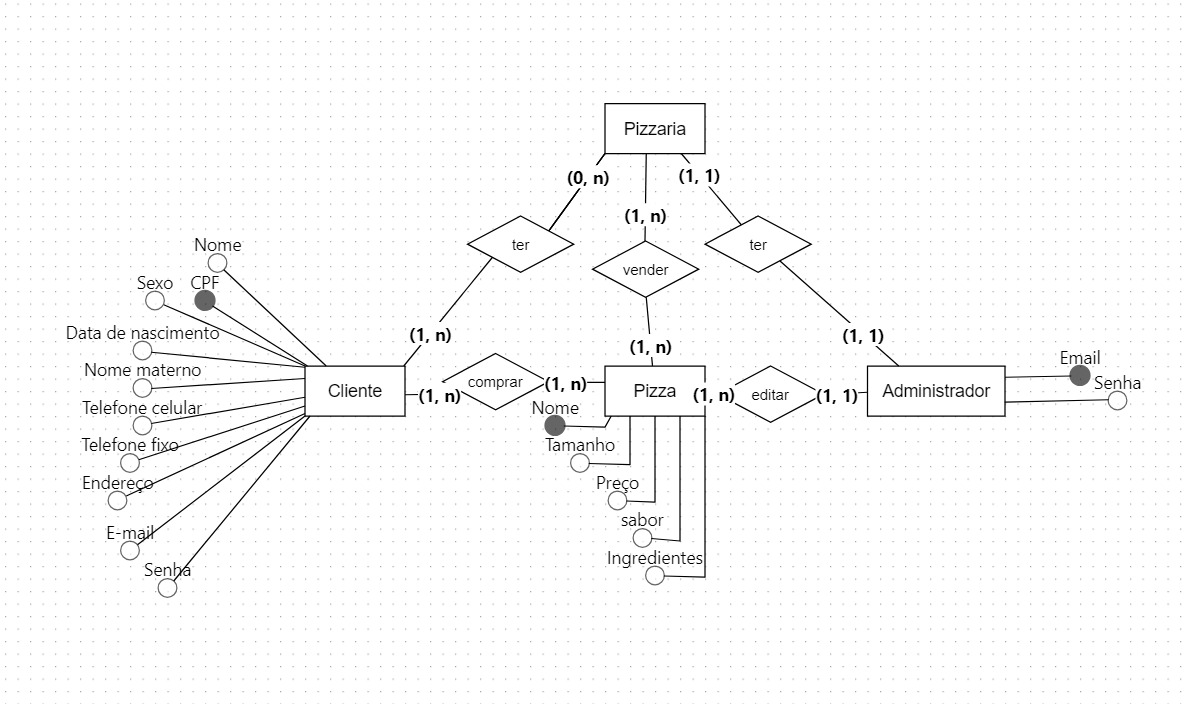 Pizzaria
(0, n)
(1, 1)
(1, n)
ter
ter
vender
Nome
Sexo
CPF
Data de nascimento
Nome materno
Telefone celular
Telefone fixo
Endereço
E-mail
Senha
(1, n)
(1, n)
(1, 1)
Cliente
(1, n)
comprar
(1, n)
Pizza
(1, n)
editar
(1, 1)
Administrador
Email
Senha
Nome
Tamanho
Preço
sabor
Ingredientes